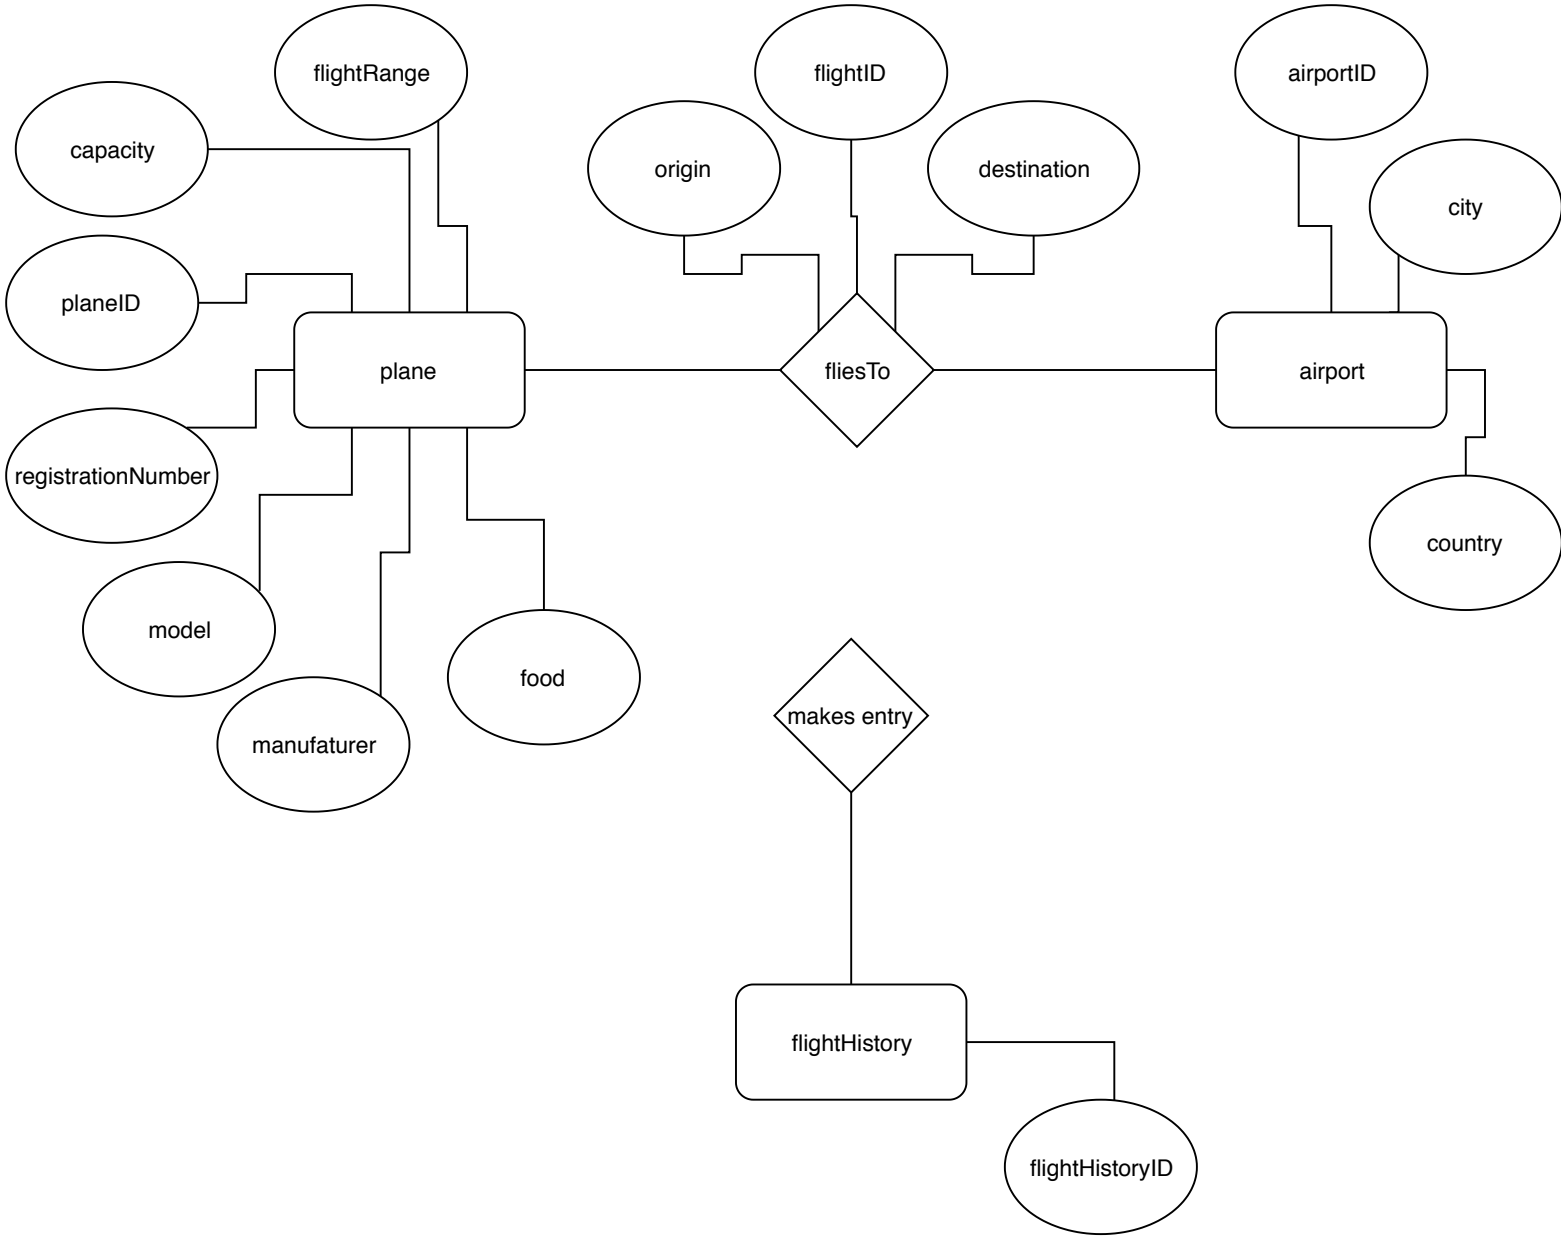 flightRange
flightID
airportID
capacity
origin
destination
city
planeID
plane
fliesTo
airport
registrationNumber
country
model
food
makes entry
manufaturer
flightHistory
flightHistoryID